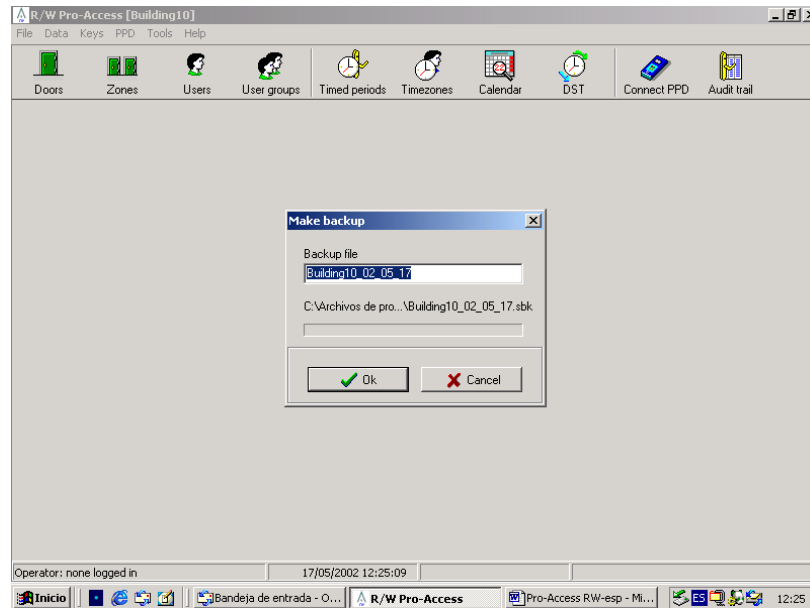 R/W Pro-Access [Building10]
File Data Keys PPD Tools Help
Doors Zones Users User groups Timed periods Timezones Calendar DST Connect PPD Audit trail
Make backup
Backup file
Building10_02_05_17
C:\Archivos de pro...\Building10_02_05_17.sbk
Ok Cancel
Operator: none logged in 17/05/2002 12:25:09
Inicio Bandeja de entrada - O... R/W Pro-Access Pro-Access RW-esp - Mi... ES 12:25